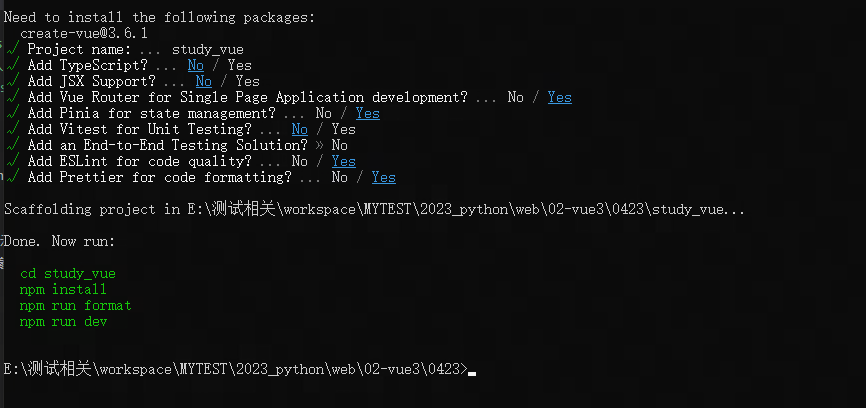 Need to install the following packages:
create-vue@3.6.1
√ Project name: ... study_vue
√ Add TypeScript? ... No / Yes
√ Add JSX Support? ... No / Yes
√ Add Vue Router for Single Page Application development? ... No / Yes
√ Add Pinia for state management? ... No / Yes
√ Add Vitest for Unit Testing? ... No / Yes
√ Add an End-to-End Testing Solution? » No
√ Add ESLint for code quality? ... No / Yes
√ Add Prettier for code formatting? ... No / Yes
Scaffolding project in E:\测试相关\workspace\MYTEST\2023_python\web\02-vue3\0423\study_vue...
Done. Now run:
cd study_vue
npm install
npm run format
npm run dev
E:\测试相关\workspace\MYTEST\2023_python\web\02-vue3\0423>